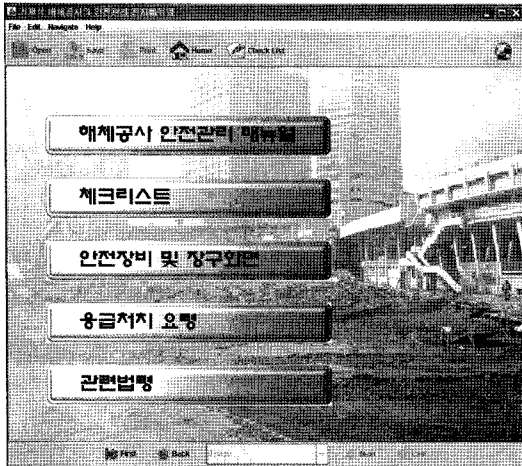 File Edit Navigate Help
Open Save Print Home Check List
해체공사 안전관리 매뉴얼
체크리스트
안전장비 및 장구화면
응급처치 요령
관련법령
First Back